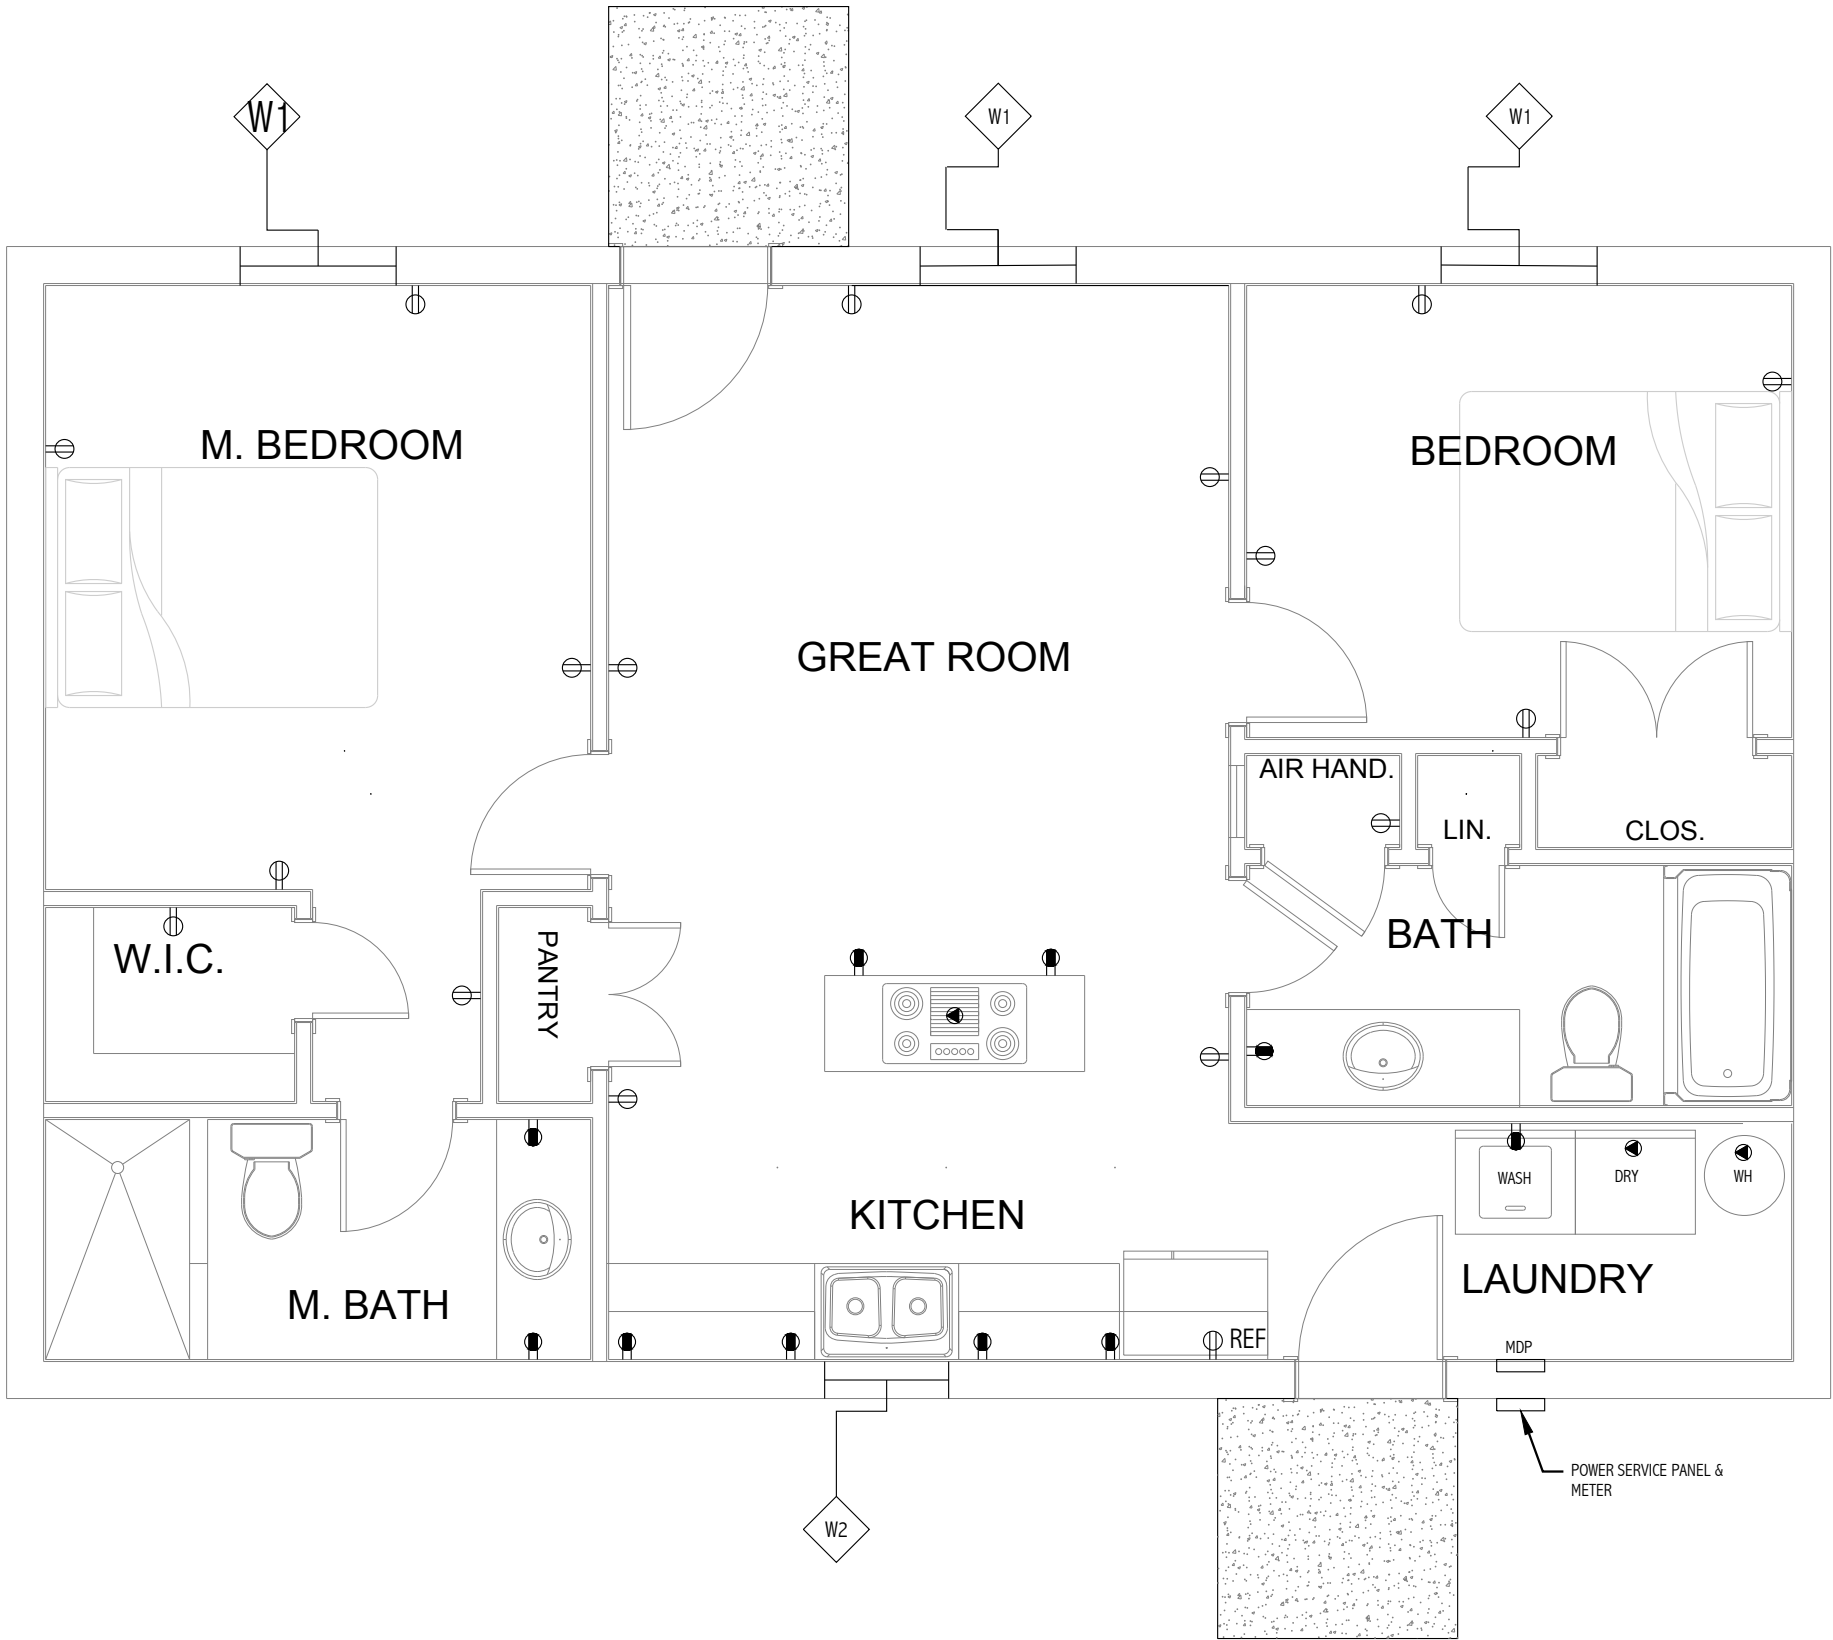 W1
W1
W1
M. BEDROOM
BEDROOM
GREAT ROOM
AIR HAND.
LIN.
CLOS.
W.I.C.
PANTRY
BATH
WASH
DRY
WH
KITCHEN
LAUNDRY
M. BATH
REF
MDP
POWER SERVICE PANEL &
METER
W2